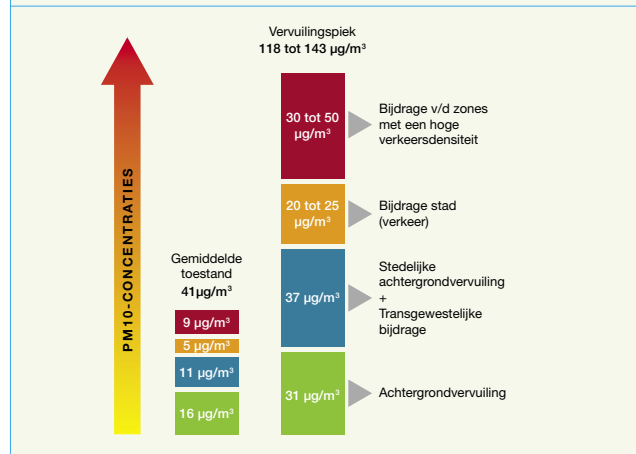 PM10-CONCENTRATIES
Gemiddelde
toestand
41µg/m³
9 µg/m³
5 µg/m³
11 µg/m³
16 µg/m³
Vervuilingspiek
118 tot 143 µg/m³
30 tot 50
µg/m³
20 tot 25
µg/m³
37 µg/m³
31 µg/m³
Bijdrage v/d zones
met een hoge
verkeersdensiteit
Bijdrage stad
(verkeer)
Stedelijke
achtergrondvervuiling
+
Transgewestelijke
bijdrage
Achtergrondvervuiling